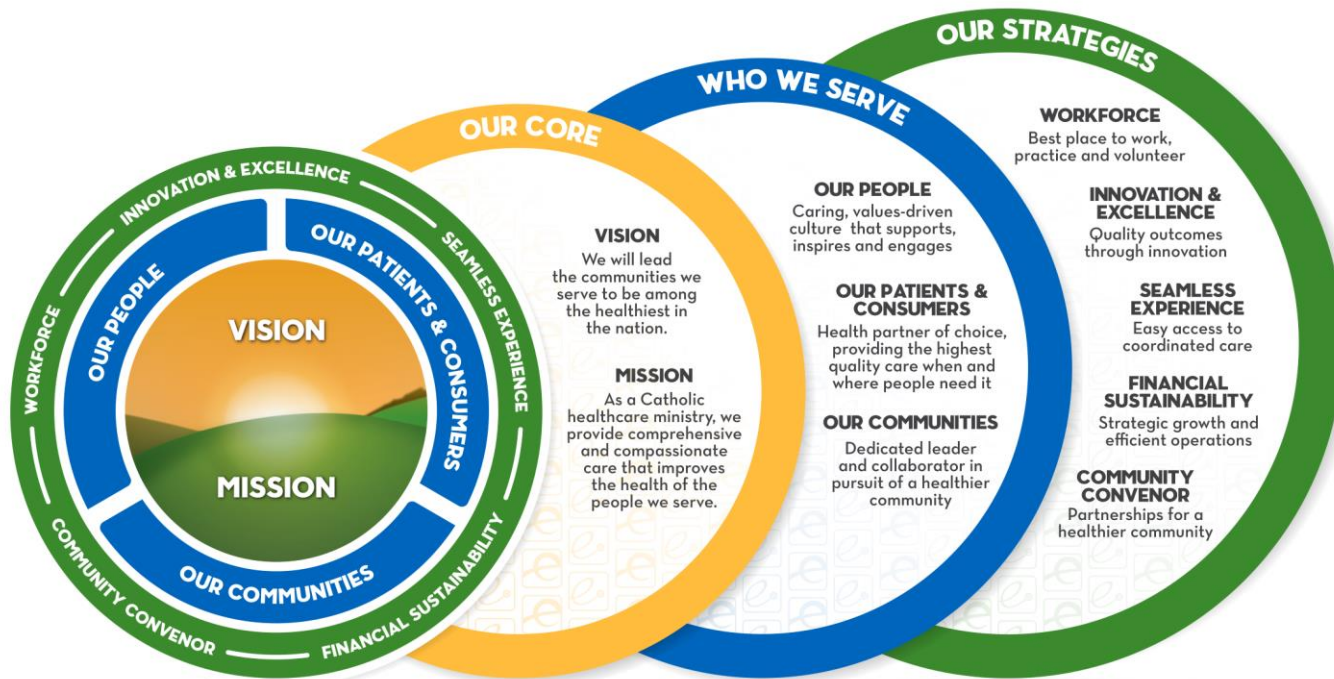 INNOVATION & EXCELLENCE
SEAMLESS EXPERIENCE
FINANCIAL SUSTAINABILITY
COMMUNITY CONVENOR
WORKFORCE
OUR PEOPLE
OUR PATIENTS & CONSUMERS
OUR COMMUNITIES
VISION
MISSION
OUR CORE
VISION
We will lead
the communities we
serve to be among
the healthiest in
the nation.
MISSION
As a Catholic
healthcare ministry, we
provide comprehensive
and compassionate
care that improves
the health of the
people we serve.
WHO WE SERVE
OUR PEOPLE
Caring, values-driven
culture that supports,
inspires and engages
OUR PATIENTS &
CONSUMERS
Health partner of choice,
providing the highest
quality care when and
where people need it
OUR COMMUNITIES
Dedicated leader
and collaborator in
pursuit of a healthier
community
OUR STRATEGIES
WORKFORCE
Best place to work,
practice and volunteer
INNOVATION &
EXCELLENCE
Quality outcomes
through innovation
SEAMLESS
EXPERIENCE
Easy access to
coordinated care
FINANCIAL
SUSTAINABILITY
Strategic growth and
efficient operations
COMMUNITY
CONVENOR
Partnerships for a
healthier community